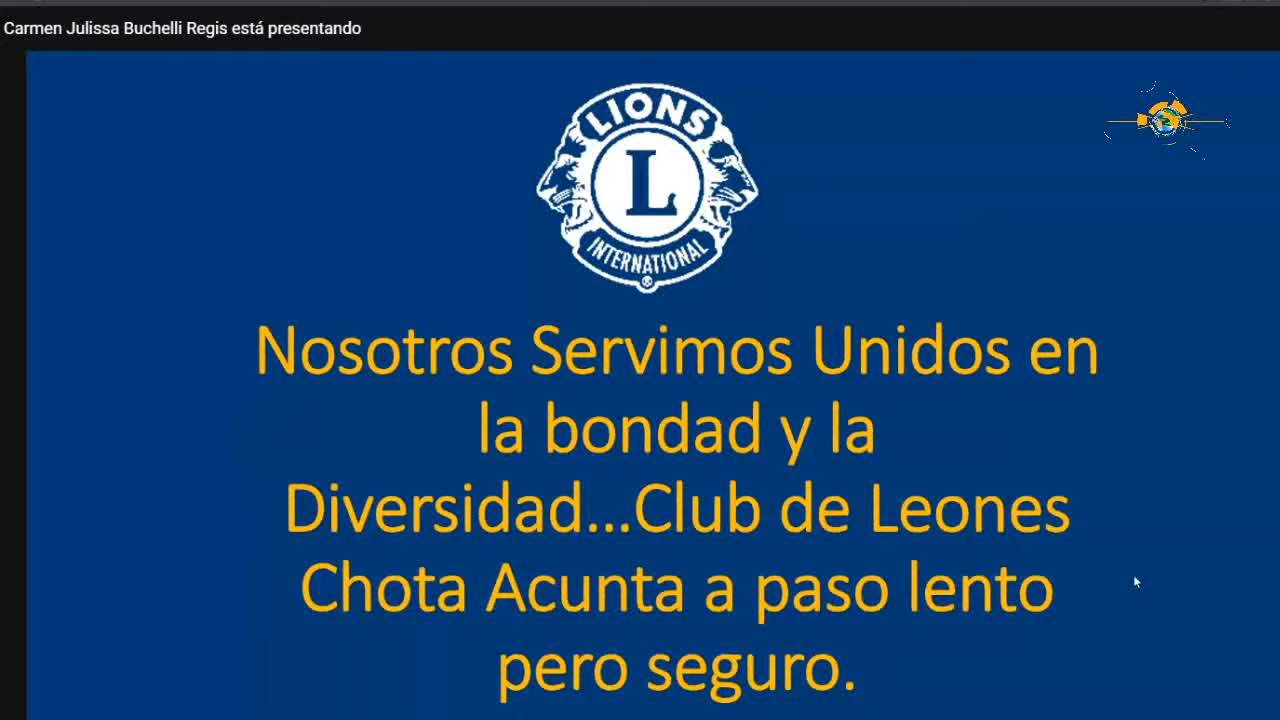 Carmen Julissa Buchelli Regis está presentando
LIONS
L
INTERNATIONAL
Nosotros Servimos Unidos en
la bondad y la
Diversidad...Club de Leones
Chota Acunta a paso lento
pero seguro.